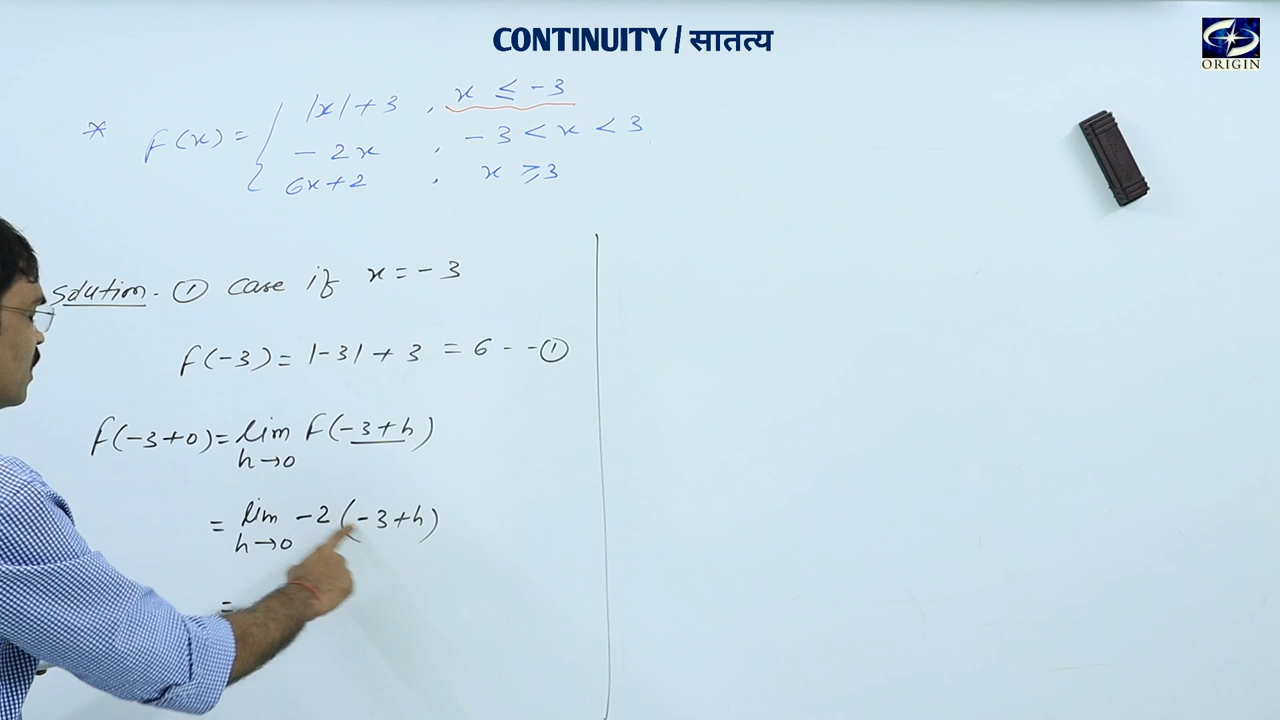 CONTINUITY / सातत्य
ORIGIN
* f(x) = { |x|+3 , x ≤ -3
-2x , -3 < x < 3
6x+2 , x ≥ 3
Solution. ① case if x = -3
f(-3) = |-3| + 3 = 6 - - ①
f(-3+0) = lim f(-3+h)
h→0
= lim -2(-3+h)
h→0
=